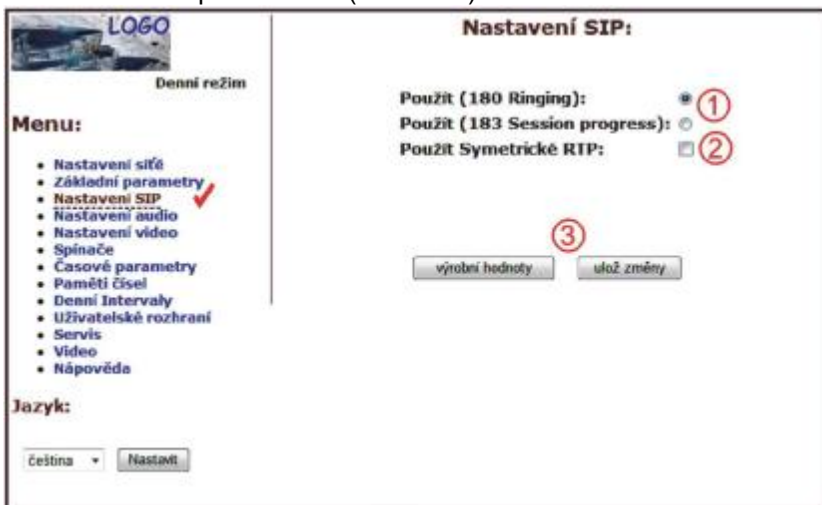 LOGO
Denní režim
Menu:
Nastavení sítě
Základní parametry
Nastavení SIP
Nastavení audio
Nastavení video
Spínače
Časové parametry
Paměti čísel
Denní Intervaly
Uživatelské rozhraní
Servis
Video
Nápověda
Jazyk:
čeština Nastavit
Nastavení SIP:
Použít (180 Ringing): 1
Použít (183 Session progress):
Použít Symetrické RTP: 2
3
výrobní hodnoty ulož změny